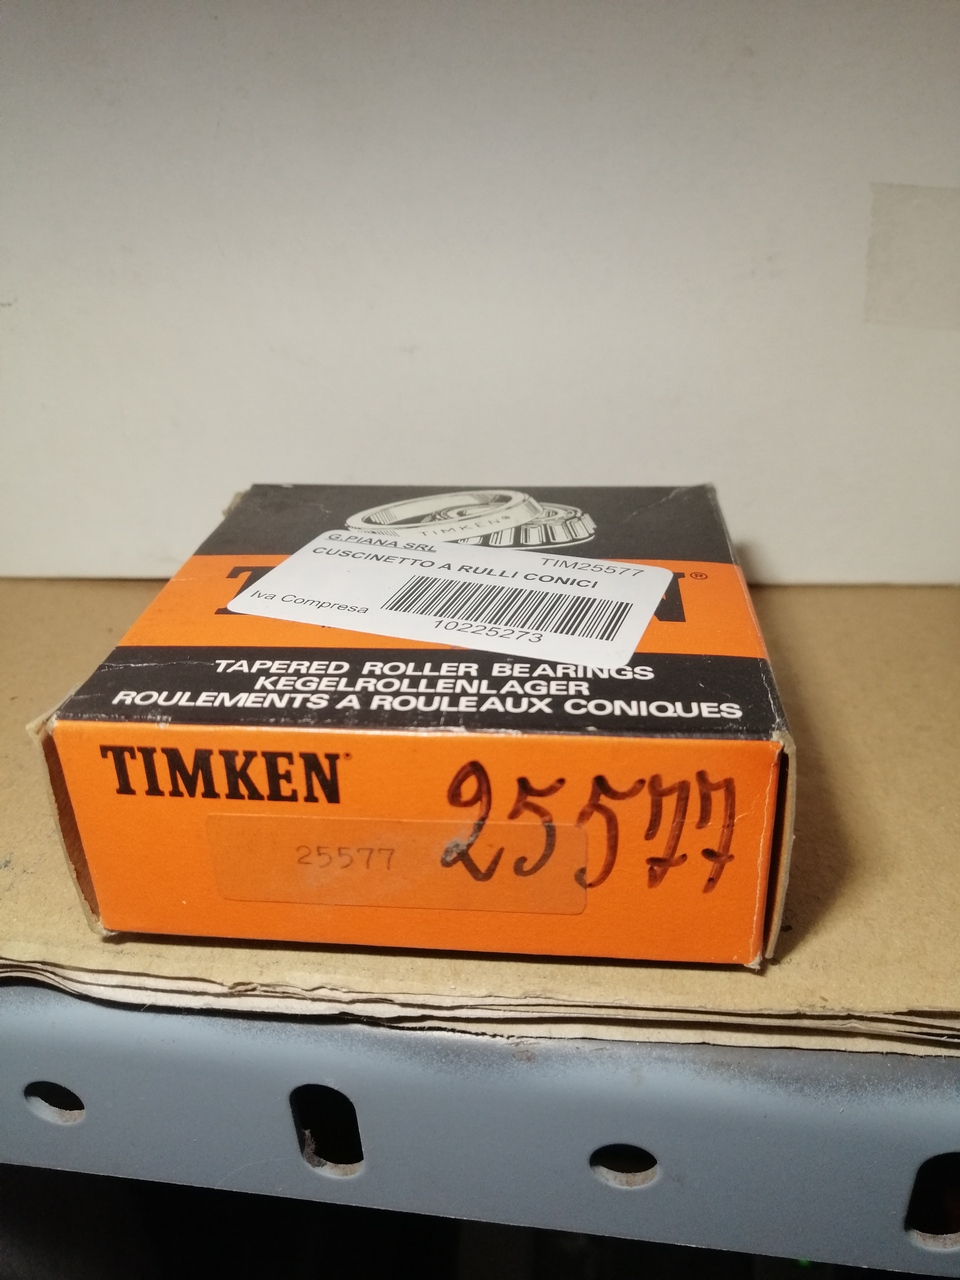 TIMKEN®
G.PIANA SRL
TIM25577
CUSCINETTO A RULLI CONICI
Iva Compresa
10225273
T N®
TAPERED ROLLER BEARINGS
KEGELROLLENLAGER
ROULEMENTS A ROULEAUX CONIQUES
TIMKEN®
25577
25577